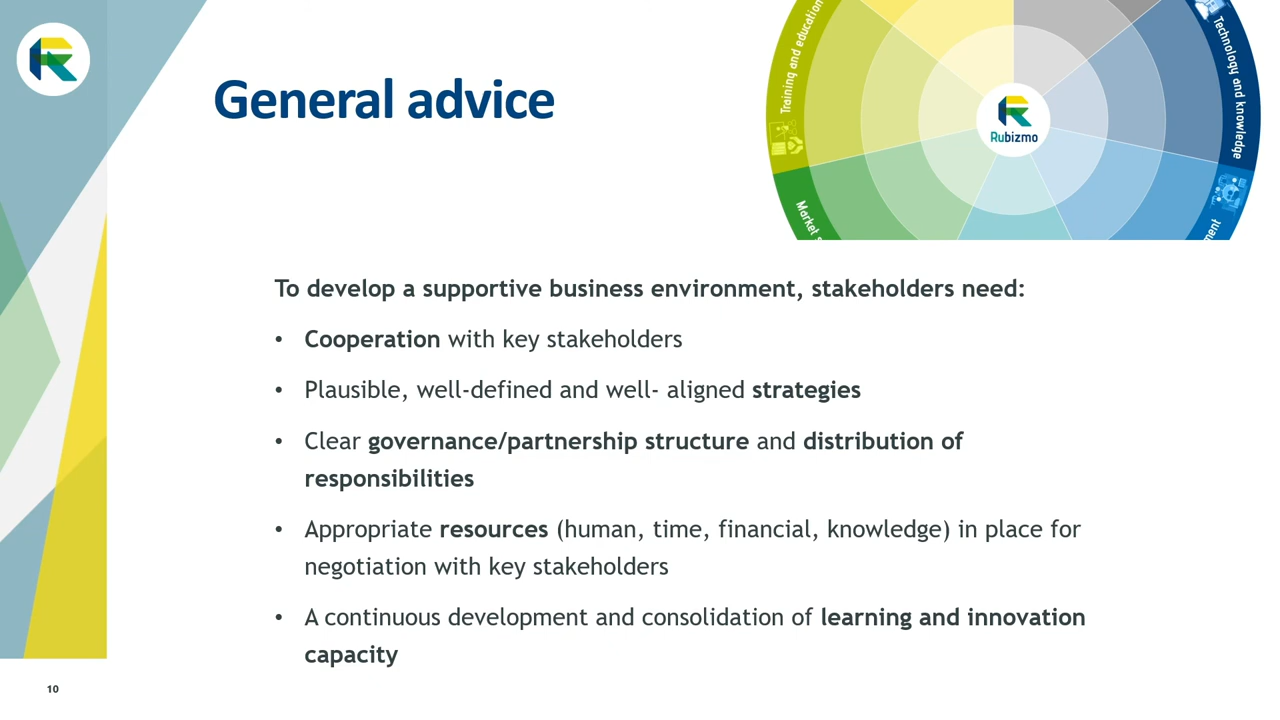 General advice
Training and education
Technology and knowledge
Rubizmo
Market
ment
To develop a supportive business environment, stakeholders need:
• Cooperation with key stakeholders
• Plausible, well-defined and well- aligned strategies
• Clear governance/partnership structure and distribution of
responsibilities
• Appropriate resources (human, time, financial, knowledge) in place for
negotiation with key stakeholders
• A continuous development and consolidation of learning and innovation
capacity
10